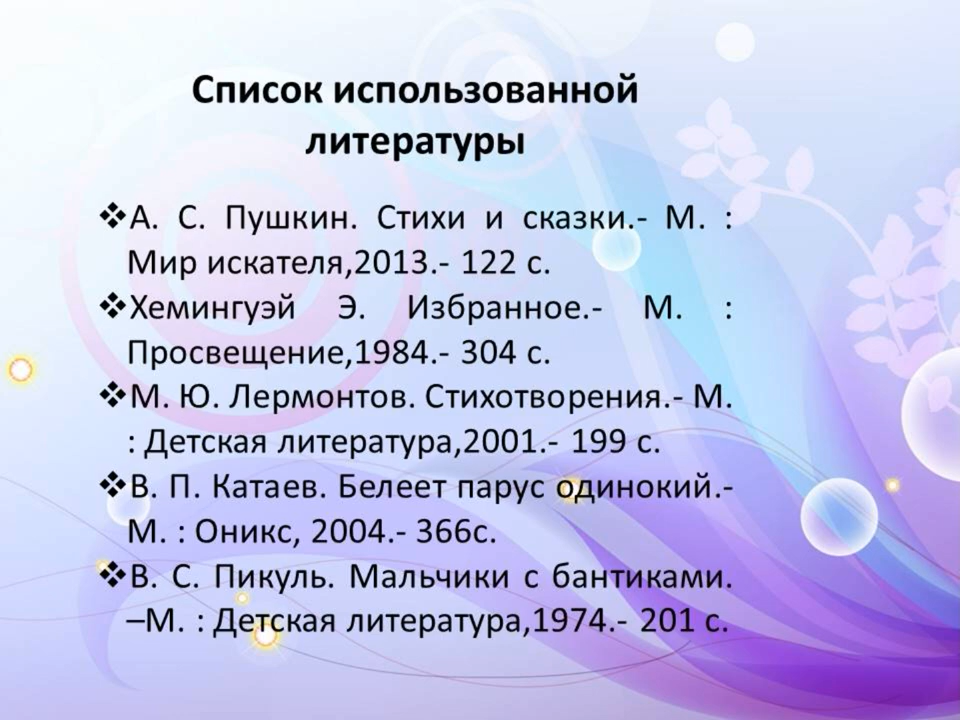 Список использованной
литературы
❖А. С. Пушкин. Стихи и сказки.- М. :
Мир искателя,2013.- 122 с.
❖Хемингуэй Э. Избранное.- М. :
Просвещение,1984.- 304 с.
❖М. Ю. Лермонтов. Стихотворения.- М.
: Детская литература,2001.- 199 с.
❖В. П. Катаев. Белеет парус одинокий.-
М. : Оникс, 2004.- 366с.
❖В. С. Пикуль. Мальчики с бантиками.
–М. : Детская литература,1974.- 201 с.